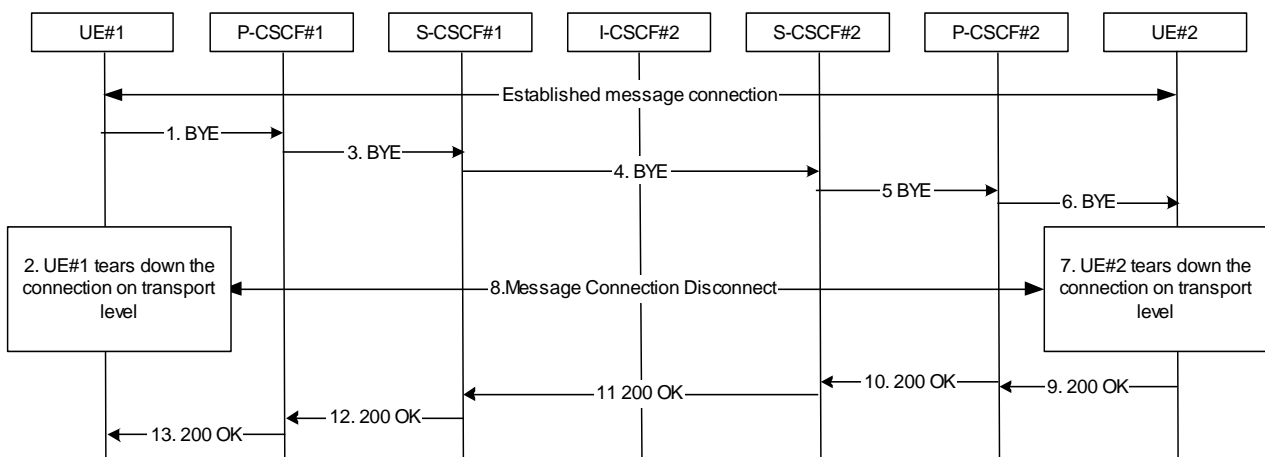 UE#1
P-CSCF#1
S-CSCF#1
I-CSCF#2
S-CSCF#2
P-CSCF#2
UE#2
Established message connection
1. BYE
3. BYE
4. BYE
5 BYE
6. BYE
2. UE#1 tears down the
connection on transport
level
8.Message Connection Disconnect
7. UE#2 tears down the
connection on transport
level
9. 200 OK
10. 200 OK
11 200 OK
12. 200 OK
13. 200 OK